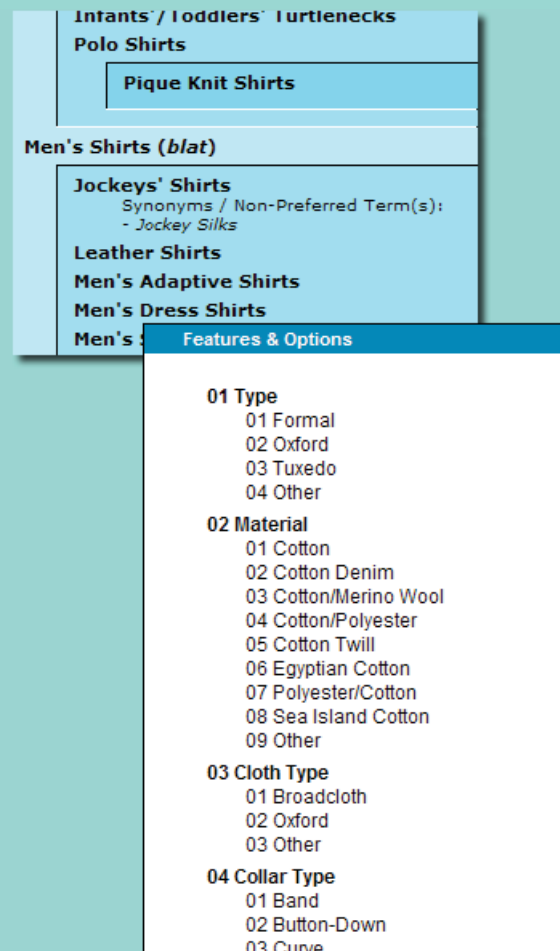 Infants'/Toddlers' Turtlenecks
Polo Shirts
Pique Knit Shirts
Men's Shirts (blat)
Jockeys' Shirts
Synonyms / Non-Preferred Term(s):
- Jockey Silks
Leather Shirts
Men's Adaptive Shirts
Men's Dress Shirts
Men's
Features & Options
01 Type
01 Formal
02 Oxford
03 Tuxedo
04 Other
02 Material
01 Cotton
02 Cotton Denim
03 Cotton/Merino Wool
04 Cotton/Polyester
05 Cotton Twill
06 Egyptian Cotton
07 Polyester/Cotton
08 Sea Island Cotton
09 Other
03 Cloth Type
01 Broadcloth
02 Oxford
03 Other
04 Collar Type
01 Band
02 Button-Down
03 Curve